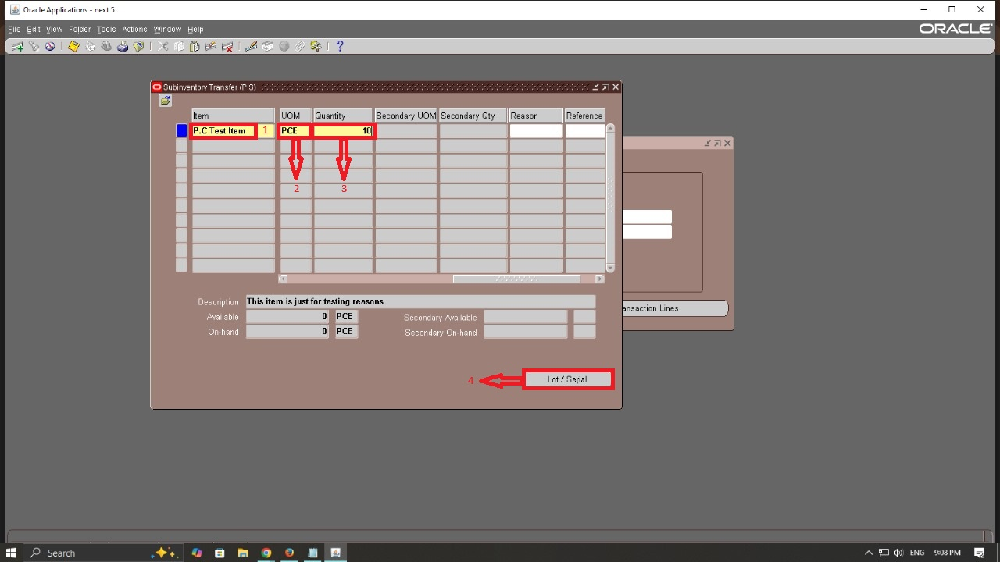 Oracle Applications - next 5
File Edit View Folder Tools Actions Window Help
ORACLE
Subinventory Transfer (PIS)
Item UOM Quantity Secondary UOM Secondary Qty Reason Reference
P.C Test Item 1 PCE 10
2 3
Description This item is just for testing reasons
ansaction Lines
Available 0 PCE Secondary Available
On-hand 0 PCE Secondary On-hand
4 Lot / Serial
Search ENG 9:08 PM